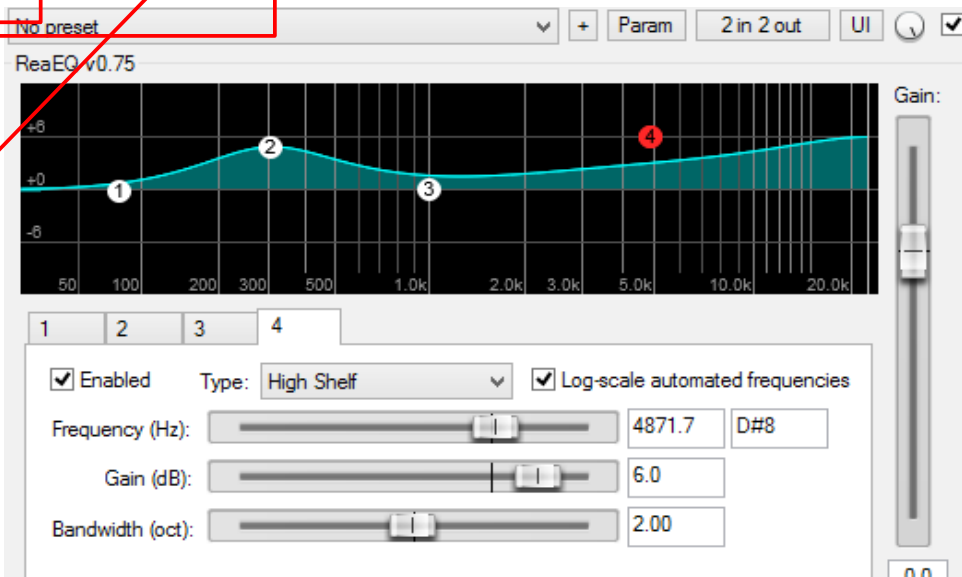 No preset + Param 2 in 2 out UI
ReaEQ v0.75
Gain:
+6
4
2
+0
1 3
-6
50 100 200 300 500 1.0k 2.0k 3.0k 5.0k 10.0k 20.0k
1 2 3 4
Enabled Type: High Shelf Log-scale automated frequencies
Frequency (Hz): 4871.7 D#8
Gain (dB): 6.0
Bandwidth (oct): 2.00
0.0